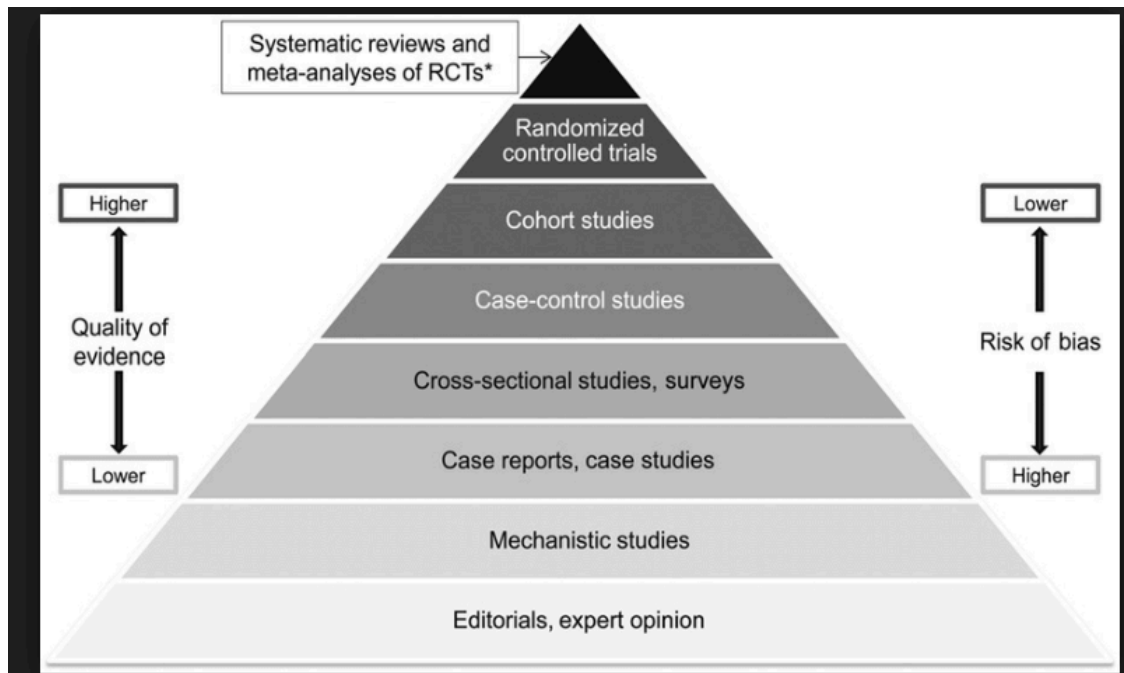 Systematic reviews and
meta-analyses of RCTs*
Randomized
controlled trials
Higher
Lower
Cohort studies
Case-control studies
Quality of
evidence
Risk of bias
Cross-sectional studies, surveys
Case reports, case studies
Lower
Higher
Mechanistic studies
Editorials, expert opinion